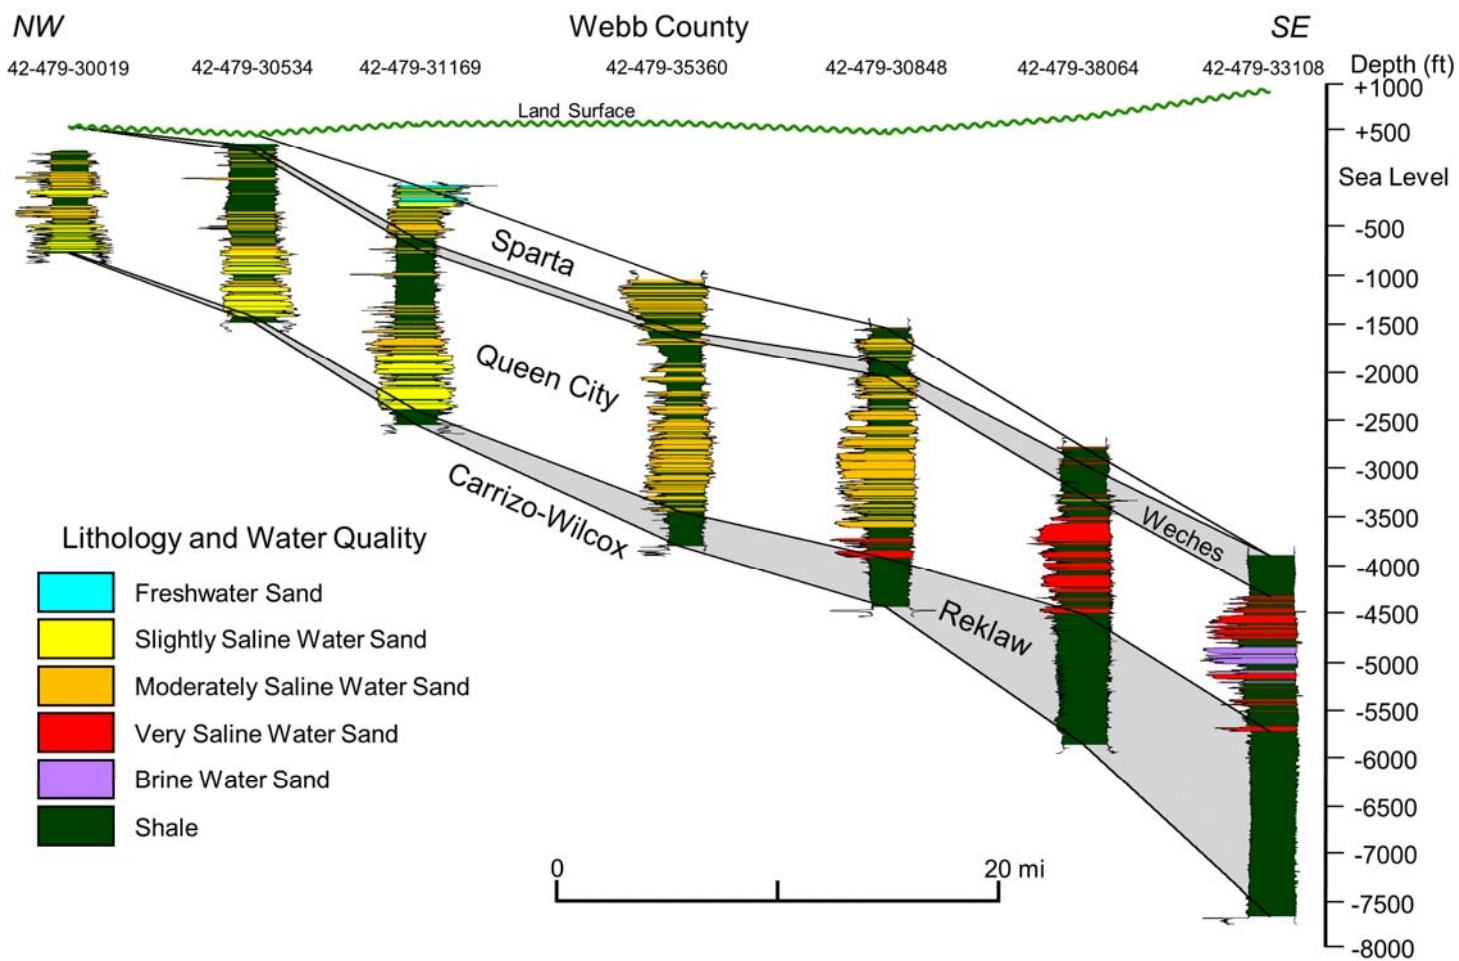 NW
Webb County
SE
42-479-30019
42-479-30534
42-479-31169
42-479-35360
42-479-30848
42-479-38064
42-479-33108
Depth (ft)
+1000
Land Surface
+500
Sea Level
-500
Sparta
-1000
-1500
Queen City
-2000
-2500
Carrizo-Wilcox
-3000
-3500
Weches
Lithology and Water Quality
-4000
Freshwater Sand
-4500
Reklaw
Slightly Saline Water Sand
-5000
Moderately Saline Water Sand
-5500
Very Saline Water Sand
-6000
Brine Water Sand
-6500
Shale
-7000
0
20 mi
-7500
-8000